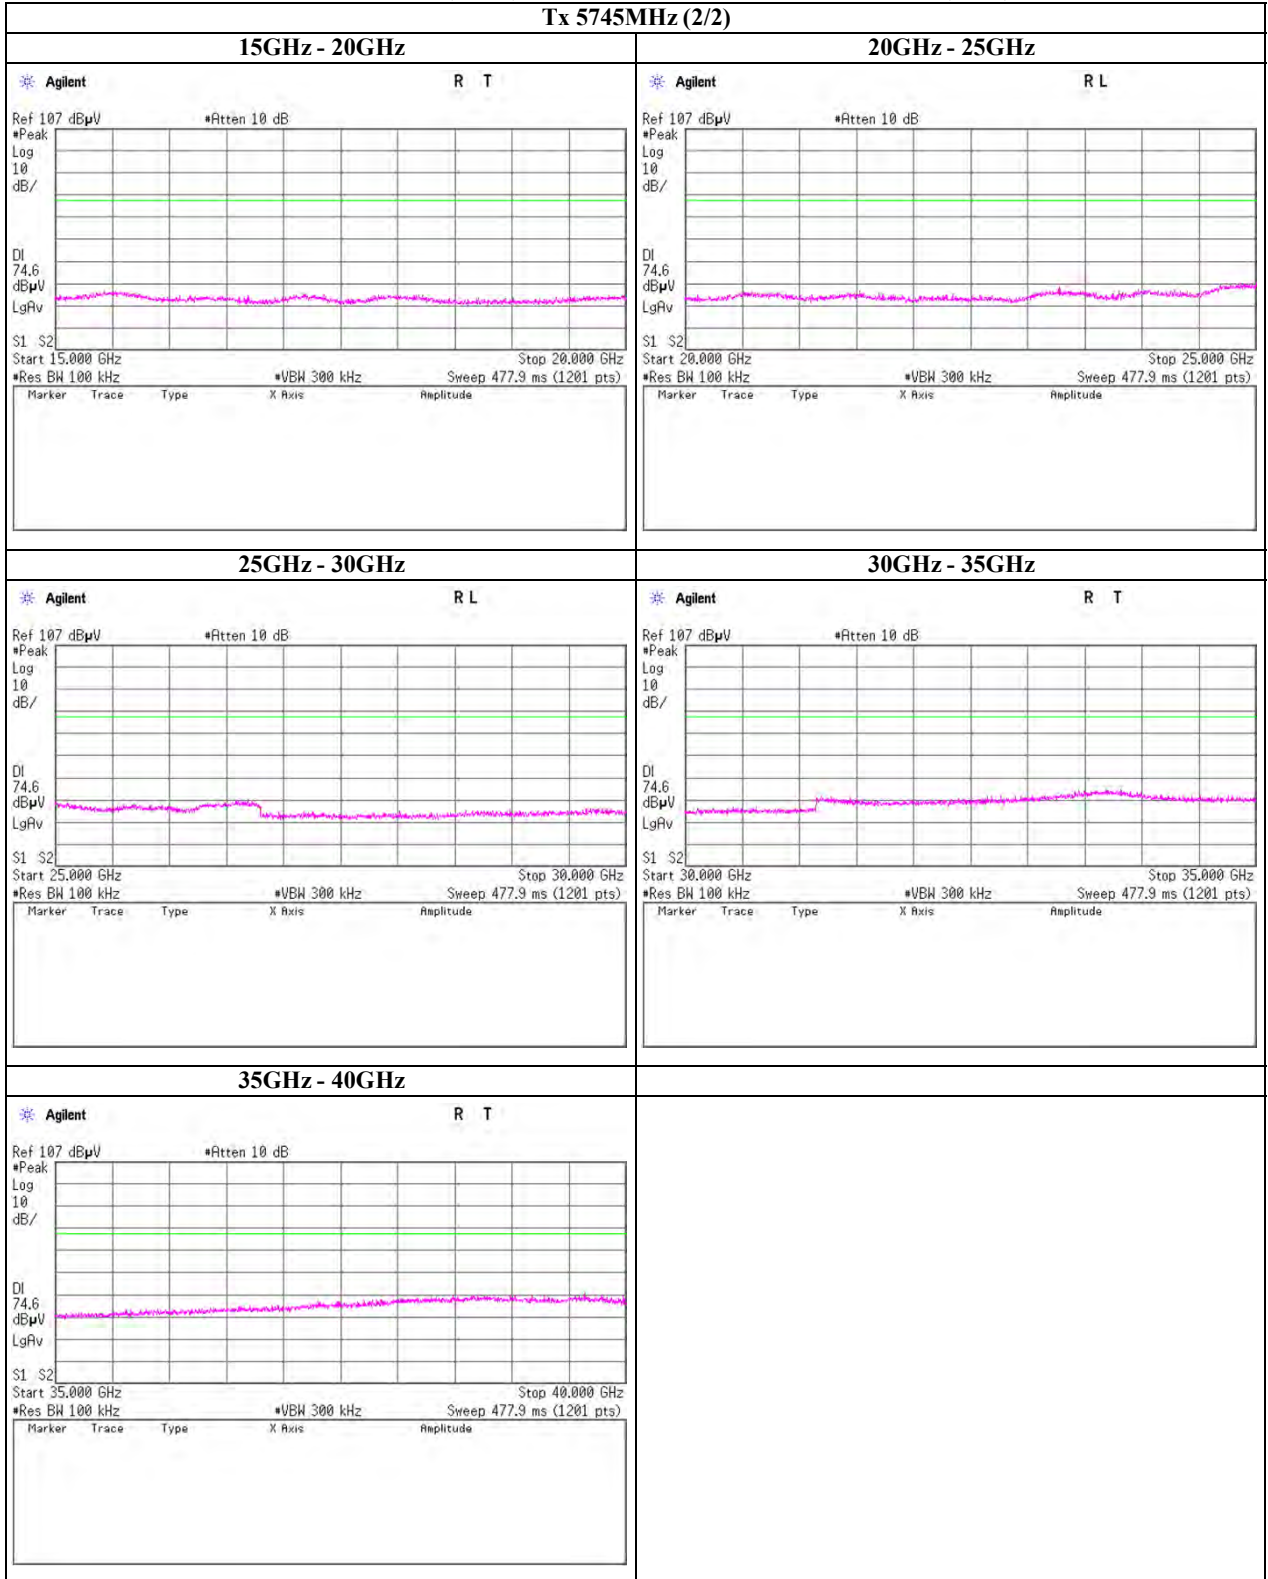 Tx 5745MHz (2/2)
15GHz - 20GHz
20GHz - 25GHz
Agilent R T
Ref 107 dBµV #Atten 10 dB
#Peak
Log
10
dB/
DI
74.6
dBµV
LgAv
S1 S2
Start 15.000 GHz Stop 20.000 GHz
#Res BW 100 kHz #VBW 300 kHz Sweep 477.9 ms (1201 pts)
Marker Trace Type X Axis Amplitude
Agilent R L
Ref 107 dBµV #Atten 10 dB
#Peak
Log
10
dB/
DI
74.6
dBµV
LgAv
S1 S2
Start 20.000 GHz Stop 25.000 GHz
#Res BW 100 kHz #VBW 300 kHz Sweep 477.9 ms (1201 pts)
Marker Trace Type X Axis Amplitude
25GHz - 30GHz
30GHz - 35GHz
Agilent R L
Ref 107 dBµV #Atten 10 dB
#Peak
Log
10
dB/
DI
74.6
dBµV
LgAv
S1 S2
Start 25.000 GHz Stop 30.000 GHz
#Res BW 100 kHz #VBW 300 kHz Sweep 477.9 ms (1201 pts)
Marker Trace Type X Axis Amplitude
Agilent R T
Ref 107 dBµV #Atten 10 dB
#Peak
Log
10
dB/
DI
74.6
dBµV
LgAv
S1 S2
Start 30.000 GHz Stop 35.000 GHz
#Res BW 100 kHz #VBW 300 kHz Sweep 477.9 ms (1201 pts)
Marker Trace Type X Axis Amplitude
35GHz - 40GHz
Agilent R T
Ref 107 dBµV #Atten 10 dB
#Peak
Log
10
dB/
DI
74.6
dBµV
LgAv
S1 S2
Start 35.000 GHz Stop 40.000 GHz
#Res BW 100 kHz #VBW 300 kHz Sweep 477.9 ms (1201 pts)
Marker Trace Type X Axis Amplitude